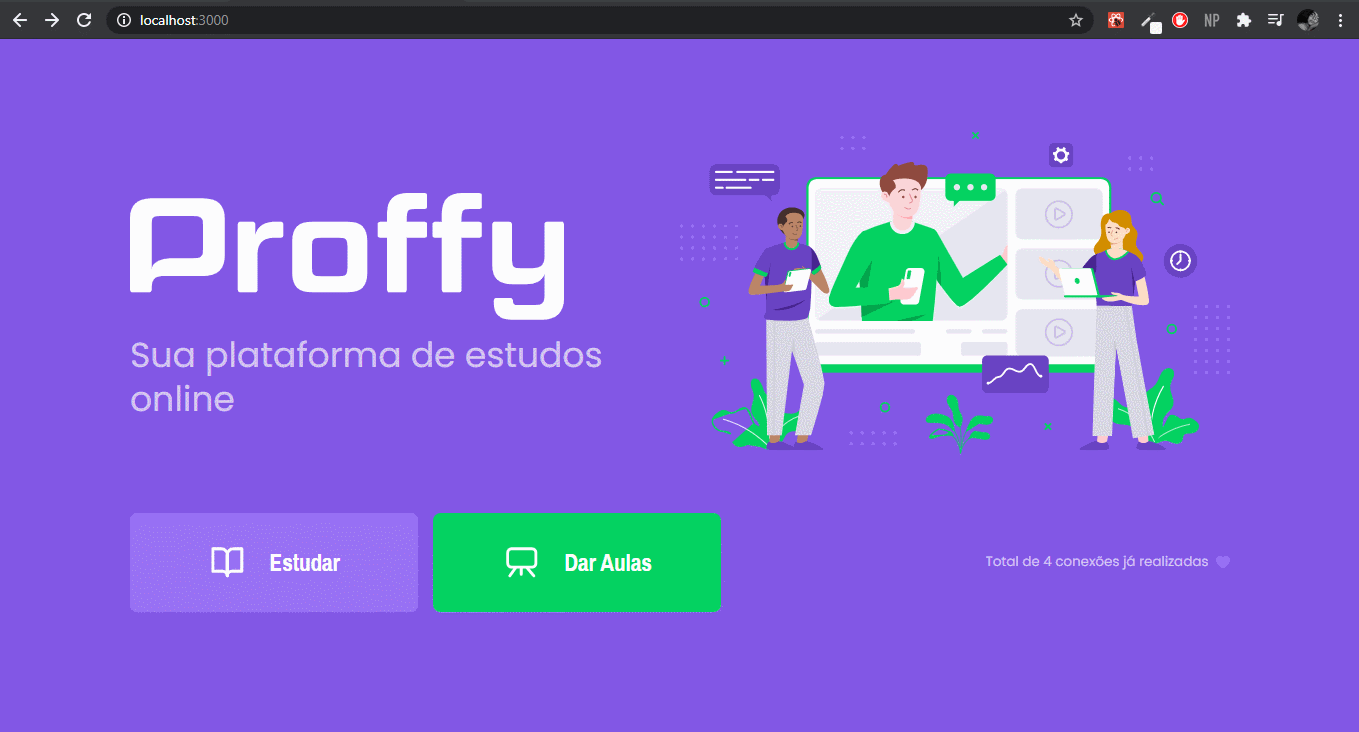 localhost:3000
NP
Proffy
Sua plataforma de estudos
online
Estudar
Dar Aulas
Total de 4 conexões já realizadas